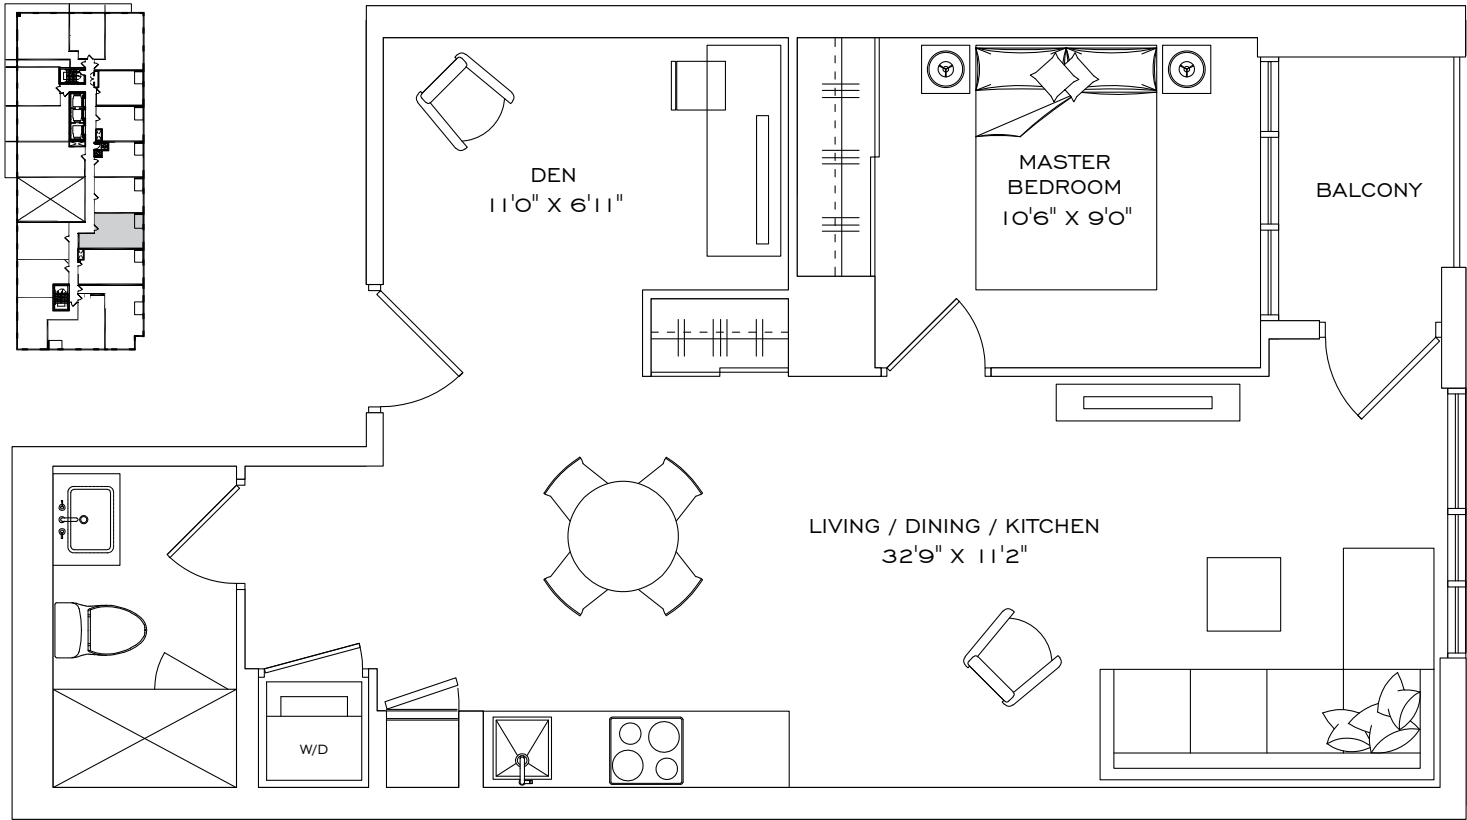 DEN
11'0" X 6'11"
MASTER
BEDROOM
10'6" X 9'0"
BALCONY
LIVING / DINING / KITCHEN
32'9" X 11'2"
W/D